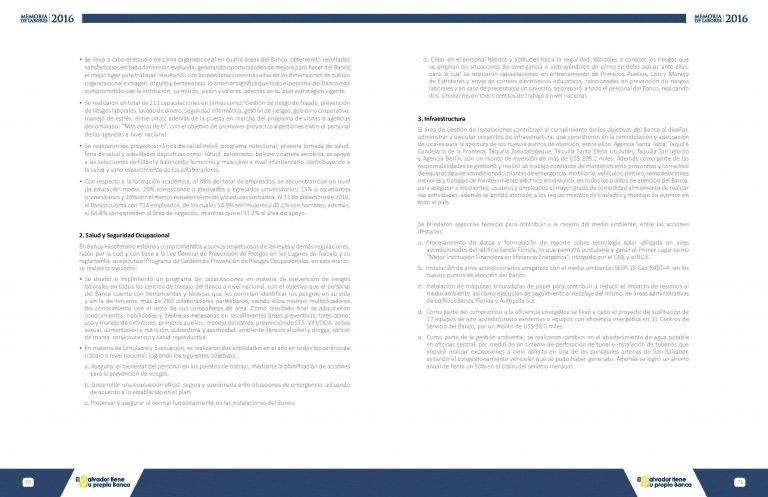 MEMORIA
DE LABORES | 2016
• Se llevó a cabo el estudio de clima organizacional en cuatro áreas del Banco, obteniendo resultados
satisfactorios en cada dimensión evaluada, generando oportunidades de mejora para hacer del Banco
el mejor lugar para trabajar, resultando con las ponderaciones más altas en las dimensiones de cultura
organizacional e imagen, orgullo y pertenencia, lo anterior significa que todo el personal del Banco está
comprometido con la institución, su misión, visión y valores, además de su plan estratégico vigente.
• Se realizaron un total de 211 capacitaciones en temas como: Gestión de riesgo de fraude, prevención
de riesgos laborales, lavado de dinero, seguridad informática, gestión de riesgos, gobierno corporativo,
manejo de estrés, entre otras; además de la puesta en marcha del programa de visitas a agencias
denominado: "Más cerca de ti", con el objetivo de promover proyectos y gestiones entre el personal
de las agencias a nivel nacional.
• Se realizaron los proyectos: clínica de salud móvil, programa nutricional, primera jornada de salud,
feria de salud y actividades deportivas como: fútbol, baloncesto, boliche y carrera aeróbica, se apoyo
a las selecciones de Fútbol y baloncesto femenino y masculino a nivel interbancario, contribuyendo a
la salud y sano esparcimiento de los colaboradores.
• Con respecto a la formación académica, el 48% del total de empleados, se encuentran con un nivel
de educación media, 29% corresponde a graduados y egresados universitarios, 13% a estudiantes
universitarios y 10% con al menos estudios técnicos y/o educación básica. Al 31 de diciembre de 2016,
el Banco cuenta con 734 empleados, de los cuales 54.9% son mujeres y 45.1% son hombres, además,
el 68.8% corresponden al área de negocios, mientras que el 31.2% al área de apoyo.
2. Salud y Seguridad Ocupacional
En Banco Hipotecario estamos comprometidos y somos respetuosos de las leyes y demás regulaciones,
razón por la cual y con base a la Ley General de Prevención de Riesgos en los Lugares de Trabajo y su
reglamento, se ejecuta el Programa de Gestión de Prevención de Riesgos Ocupacionales, en este marco,
se realizó lo siguiente:
• Se diseñó e implementó un programa de capacitaciones en materia de prevención de riesgos
laborales en todos los centros de trabajo del Banco a nivel nacional, con el objetivo que el personal
del Banco cuente con herramientas y técnicas que les permitan identificar los peligros en su vida
y en la de terceros, más de 280 colaboradores participaron, siendo ellos mismos multiplicadores
del conocimiento con el resto de sus compañeros de área. Como resultado final se adquirieron
conocimientos, habilidades y destrezas necesarias en las diferentes áreas preventivas, tales como:
uso y manejo de extintores, primeros auxilios, manejo del estrés, prevención de ETS- VIH/SIDA, acoso
sexual, alimentación y nutrición, autoestima y asertividad, ambiente libre de alcohol y drogas, cáncer
de mama, cervicouterino y salud reproductiva.
• En materia de Simulacro y Evacuación, se realizaron dos actividades en el año en todos los centros de
trabajo a nivel nacional, logrando los siguientes objetivos:
a. Asegurar el bienestar del personal en los puestos de trabajo, mediante la planificación de acciones
para la prevención de riesgos.
b. Desarrollar una evacuación eficaz, segura y coordinada ante situaciones de emergencia, actuando
de acuerdo a lo establecido en el plan.
c. Preservar y asegurar el normal funcionamiento en las instalaciones del Banco.
70
El Salvador tiene
su propio Banco
MEMORIA
DE LABORES | 2016
d. Crear en el personal hábitos y actitudes hacia la seguridad, dándoles a conocer los riesgos que
se originan en situaciones de emergencia e instruyéndolos de cómo se debe actuar ante ellas,
para lo cual se realizaron capacitaciones en entrenamiento de Primeros Auxilios, Uso y Manejo
de Extintores y envío de correos electrónicos educativos, relacionados en prevención de riesgos
laborales y en caso de presentarse un siniestro, se preparó a todo el personal del Banco, realizando
dos simulacros en todos centros de trabajo a nivel nacional.
3. Infraestructura
El área de Gestión de Instalaciones contribuyó al cumplimiento de los objetivos del Banco al diseñar,
administrar y ejecutar proyectos de infraestructura, que consistieron en la remodelación y adecuación
de locales para la apertura de los nuevos puntos de atención, entre ellos: Agencia Santa Tecla, Taquilla
Candelaria de la Frontera, Taquilla Tonacatepeque, Taquilla Santa Elena Usulután, Taquilla San Ignacio
y Agencia Berlín, con un monto de inversión de más de US$ 295.2 miles. Además como parte de las
responsabilidades se gestionó y realizó un trabajo constante de mantenimiento preventivo y correctivo
de equipos de aire acondicionado, plantas de emergencia, mobiliario, vehículos, pintura, remodelaciones
menores y trabajos de mantenimiento eléctrico e hidráulico, en todos los puntos de atención del Banco,
para asegurar a los clientes, usuarios y empleados el mayor grado de comodidad al momento de realizar
sus actividades, además se brindó atención a los requerimientos de traslados y montaje de eventos en
todo el país.
Se brindaron asesorías técnicas para contribuir a la mejora del medio ambiente, entre las acciones
destacan:
a. Procesamiento de datos y formulación de reporte sobre tecnología solar utilizada en aires
acondicionados del edificio Senda Florida, lo que permitió postularse y ganar el Primer Lugar como
"Mejor Institución Financiera en Eficiencia Energética", otorgado por el CNE y el BCIE.
b. Instalación de aires acondicionados amigables con el medio ambiente: SEER 13 Gas R410-A, en los
nuevos puntos de atención del Banco.
c. Instalación de máquinas trituradoras de papel para contribuir a reducir el impacto de residuos al
medio ambiente, así como ejecución de seguimiento al reciclaje del mismo, en áreas administrativas
de edificios Senda Florida y Autopista Sur.
d. Como parte del compromiso a la eficiencia energética se llevó a cabo el proyecto de sustitución de
17 equipos de aire acondicionado existentes a equipos con eficiencia energética en 11 Centros de
Servicio del Banco, por un monto de US$ 38.0 miles.
e. Como parte de la gestión ambiental, se realizaron cambios en el abastecimiento de agua potable
en oficinas central, por medio de un sistema de perforación de tunel e instalación de tuberías que
impidió realizar excavaciones a cielo abierto en una de las principales arterias de San Salvador,
evitando el congestionamiento vehicular que se pudo haber generado. Además se logró un ahorro
anual de hasta un 50% en el cobro del servicio mensual.
El Salvador tiene
su propio Banco
71